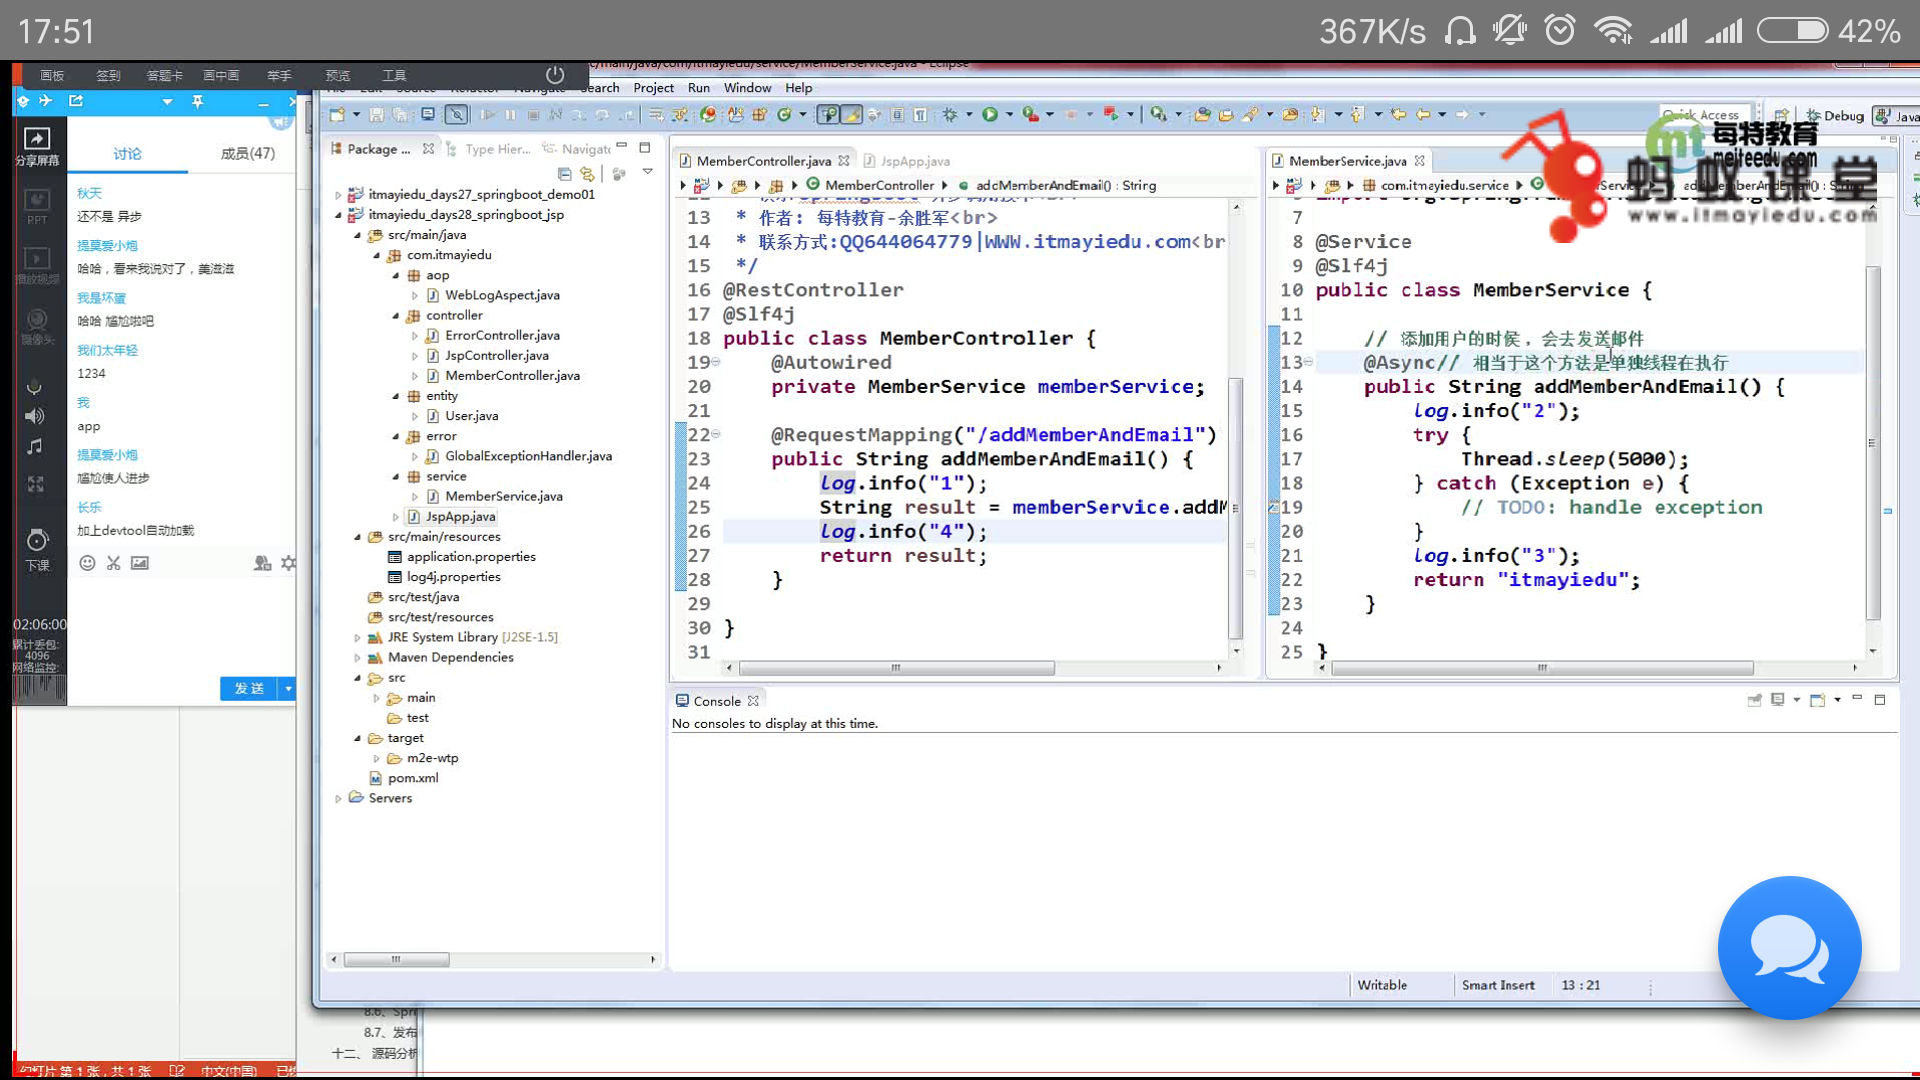 17:51
367K/s
42%
画板 签到 答题卡 画中画 举手 预览 工具
Search Project Run Window Help
Quick Access
Debug
Java
每特教育
meiteedu.com
蚂蚁课堂
www.itmayiedu.com
分享屏幕
PPT
播放视频
摄像头
下课
02:06:00
累计丢包:
4096
网络监控:
讨论
成员(47)
秋天
还不是 异步
提莫爱小炮
哈哈，看来我说对了，美滋滋
我是坏蛋
哈哈 尴尬啦吧
我们太年轻
1234
我
app
提莫爱小炮
尴尬使人进步
长乐
加上devtool自动加载
发 送
Package ...
Type Hier...
Navigato
itmayiedu_days27_springboot_demo01
itmayiedu_days28_springboot_jsp
src/main/java
com.itmayiedu
aop
WebLogAspect.java
controller
ErrorController.java
JspController.java
MemberController.java
entity
User.java
error
GlobalExceptionHandler.java
service
MemberService.java
JspApp.java
src/main/resources
application.properties
log4j.properties
src/test/java
src/test/resources
JRE System Library [J2SE-1.5]
Maven Dependencies
src
main
test
target
m2e-wtp
pom.xml
Servers
MemberController.java
JspApp.java
MemberController
addMemberAndEmail() : String
13 * 作者: 每特教育-余胜军<br>
14 * 联系方式:QQ644064779|WWW.itmayiedu.com<br
15 */
16 @RestController
17 @Slf4j
18 public class MemberController {
19 @Autowired
20 private MemberService memberService;
21
22 @RequestMapping("/addMemberAndEmail")
23 public String addMemberAndEmail() {
24 log.info("1");
25 String result = memberService.addM
26 log.info("4");
27 return result;
28 }
29
30 }
31
MemberService.java
com.itmayiedu.service
addMemberAndEmail() : String
7
8 @Service
9 @Slf4j
10 public class MemberService {
11
12 // 添加用户的时候，会去发送邮件
13 @Async// 相当于这个方法是单独线程在执行
14 public String addMemberAndEmail() {
15 log.info("2");
16 try {
17 Thread.sleep(5000);
18 } catch (Exception e) {
19 // TODO: handle exception
20 }
21 log.info("3");
22 return "itmayiedu";
23 }
24
25 }
Console
No consoles to display at this time.
Writable
Smart Insert
13 : 21
8.7、发布
十二、 源码分析
幻灯片 第 1 张，共 1 张
中文(中国)